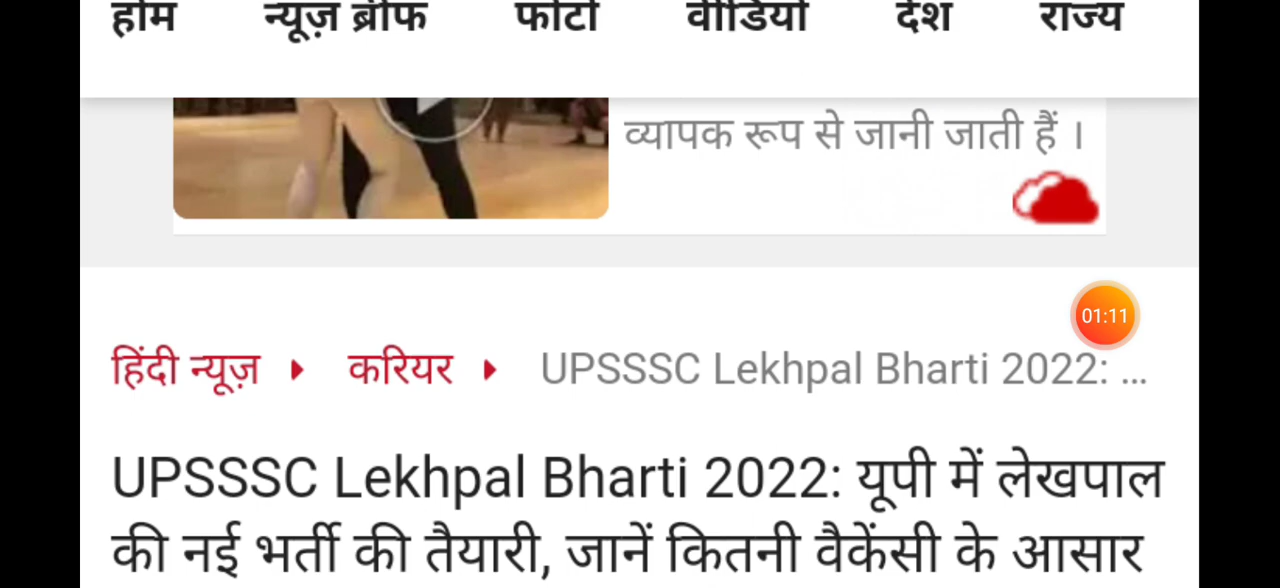 होम न्यूज़ ब्रीफ फोटो वीडियो देश राज्य
व्यापक रूप से जानी जाती हैं ।
01:11
हिंदी न्यूज़ करियर UPSSSC Lekhpal Bharti 2022: ...
UPSSSC Lekhpal Bharti 2022: यूपी में लेखपाल
की नई भर्ती की तैयारी, जानें कितनी वैकेंसी के आसार